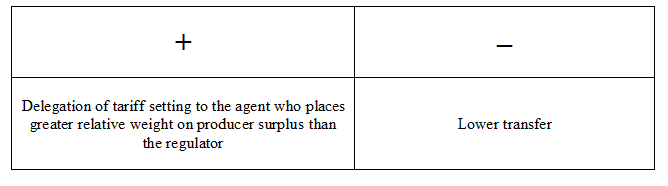 +
–
Delegation of tariff setting to the agent who places
greater relative weight on producer surplus than
the regulator
Lower transfer